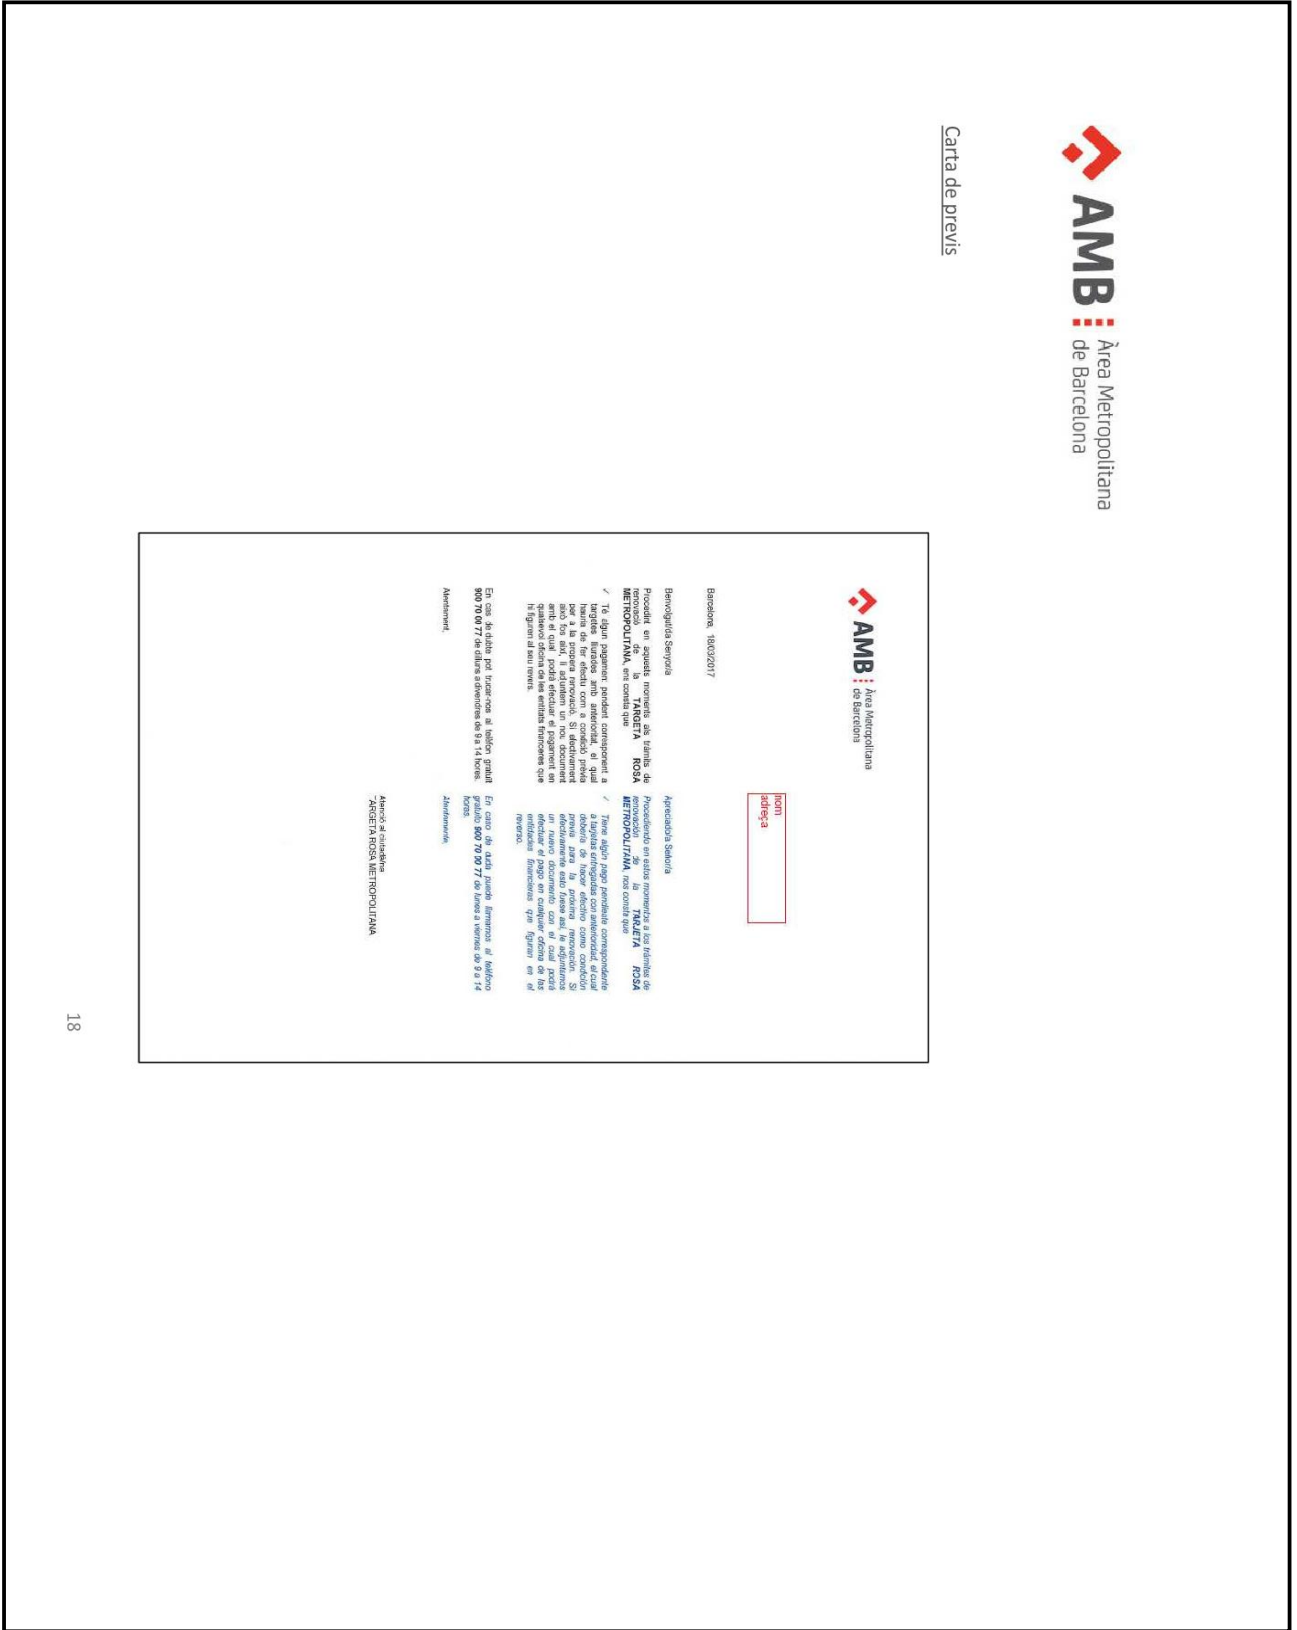 AMB
Àrea Metropolitana
de Barcelona
Carta de previs
AMB
Àrea Metropolitana
de Barcelona
nom
adreça
Barcelona, 18/03/2017
Benvolgut/da Senyor/a
Procedint en aquests moments als tràmits de
renovació de la TARGETA ROSA
METROPOLITANA, ens consta que
✓ Té algun pagament pendent corresponent a
targetes lliurades amb anterioritat, el qual
hauria de fer efectiu com a condició prèvia
per a la propera renovació. Si efectivament
això fos així, li adjuntem un nou document
amb el qual podrà efectuar el pagament en
qualsevol oficina de les entitats financeres que
hi figuren al seu revers.
En cas de dubte pot trucar-nos al telèfon gratuït
900 70 00 77 de dilluns a divendres de 9 a 14 hores.
Atentament,
Apreciado/a Señor/a
Procediendo en estos momentos a los trámites de
renovación de la TARJETA ROSA
METROPOLITANA, nos consta que
✓ Tiene algún pago pendiente correspondente
a tarjetas entregadas con anterioridad, el cual
debería de hacer efectivo como condición
previa para la próxima renovación. Si
efectivamente esto fuese así, le adjuntamos
un nuevo documento con el cual podrá
efectuar el pago en cualquier oficina de las
entidades financieras que figuran en el
reverso.
En caso de duda puede llamarnos al teléfono
gratuito 900 70 00 77 de lunes a viernes de 9 a 14
horas.
Atentamente,
Atenció al ciutadà/na
TARGETA ROSA METROPOLITANA
18